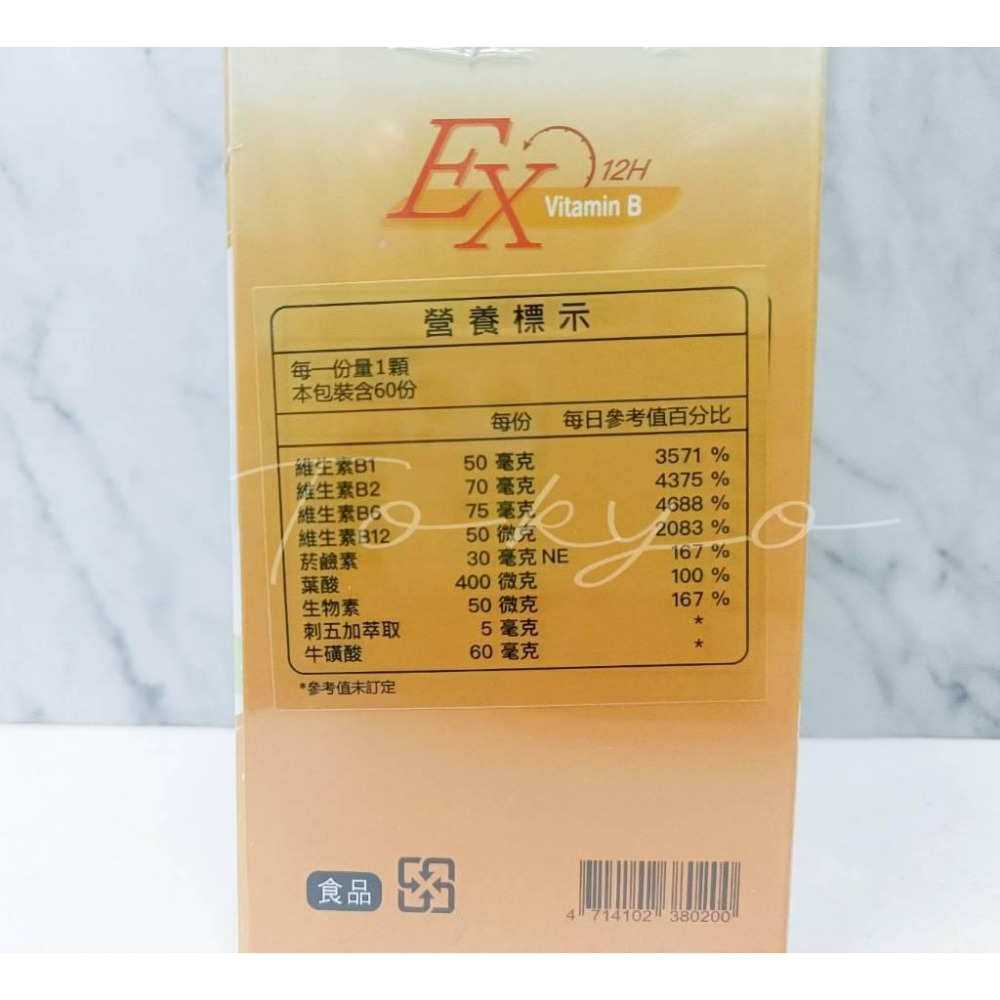 EX
12H
Vitamin B
營養標示
每一份量1顆
本包裝含60份
每份 每日參考值百分比
維生素B1 50 毫克 3571 %
維生素B2 70 毫克 4375 %
維生素B6 75 毫克 4688 %
維生素B12 50 微克 2083 %
菸鹼素 30 毫克 NE 167 %
葉酸 400 微克 100 %
生物素 50 微克 167 %
刺五加萃取 5 毫克 *
牛磺酸 60 毫克 *
*參考值未訂定
Tokyo
食品
4 714102 380200